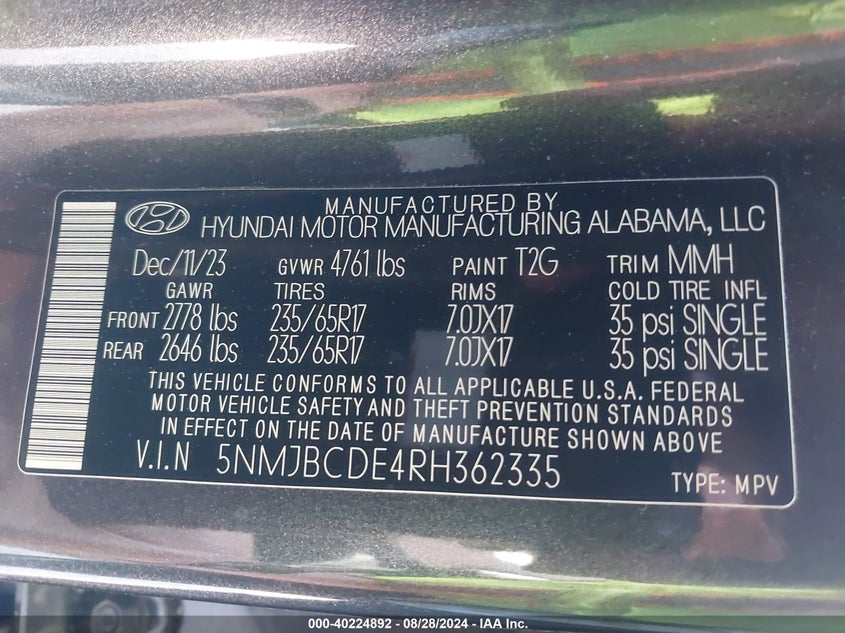 MANUFACTURED BY
HYUNDAI MOTOR MANUFACTURING ALABAMA, LLC
Dec/11/23 GVWR 4761 lbs PAINT T2G TRIM MMH
GAWR TIRES RIMS COLD TIRE INFL
FRONT 2778 lbs 235/65R17 7.0JX17 35 psi SINGLE
REAR 2646 lbs 235/65R17 7.0JX17 35 psi SINGLE
THIS VEHICLE CONFORMS TO ALL APPLICABLE U.S.A. FEDERAL
MOTOR VEHICLE SAFETY AND THEFT PREVENTION STANDARDS
IN EFFECT ON THE DATE OF MANUFACTURE SHOWN ABOVE
V.I.N 5NMJBCDE4RH362335
TYPE: MPV
000-40224892 - 08/28/2024 - IAA Inc.